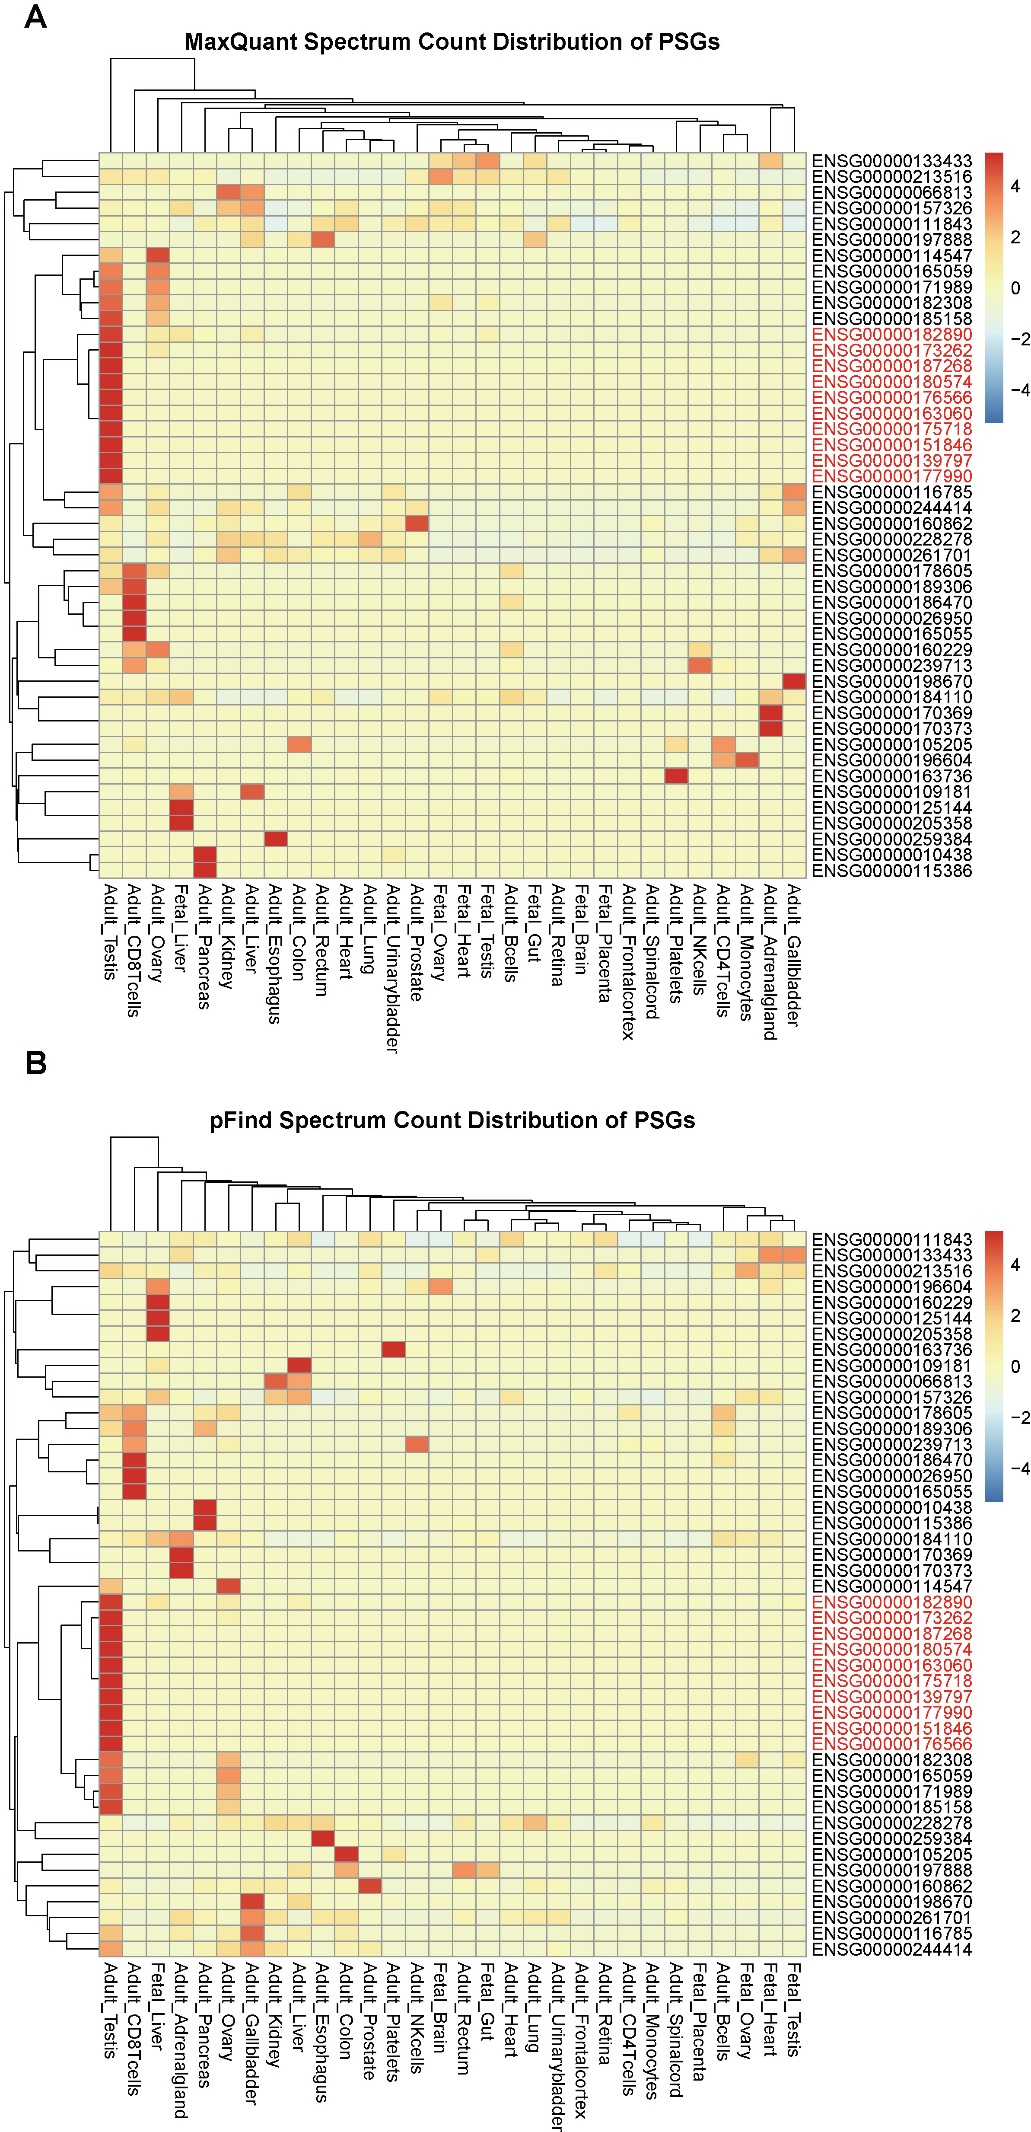 A
MaxQuant Spectrum Count Distribution of PSGs
ENSG00000133433
ENSG00000213516
ENSG00000066813
ENSG00000157326
ENSG00000111843
ENSG00000197888
ENSG00000114547
ENSG00000165059
ENSG00000171989
ENSG00000182308
ENSG00000185158
ENSG00000182890
ENSG00000173262
ENSG00000187268
ENSG00000180574
ENSG00000176566
ENSG00000163060
ENSG00000175718
ENSG00000151846
ENSG00000139797
ENSG00000177990
ENSG00000116785
ENSG00000244414
ENSG00000160862
ENSG00000228278
ENSG00000261701
ENSG00000178605
ENSG00000189306
ENSG00000186470
ENSG00000026950
ENSG00000165055
ENSG00000160229
ENSG00000239713
ENSG00000198670
ENSG00000184110
ENSG00000170369
ENSG00000170373
ENSG00000105205
ENSG00000196604
ENSG00000163736
ENSG00000109181
ENSG00000125144
ENSG00000205358
ENSG00000259384
ENSG00000010438
ENSG00000115386
4
2
0
−2
−4
Adult_Testis
Adult_CD8Tcells
Adult_Ovary
Fetal_Liver
Adult_Pancreas
Adult_Kidney
Adult_Liver
Adult_Esophagus
Adult_Colon
Adult_Rectum
Adult_Heart
Adult_Lung
Adult_Urinarybladder
Adult_Prostate
Fetal_Ovary
Fetal_Heart
Fetal_Testis
Adult_Bcells
Fetal_Gut
Adult_Retina
Fetal_Brain
Fetal_Placenta
Adult_Frontalcortex
Adult_Spinalcord
Adult_Platelets
Adult_NKcells
Adult_CD4Tcells
Adult_Monocytes
Adult_Adrenalgland
Adult_Gallbladder
B
pFind Spectrum Count Distribution of PSGs
ENSG00000111843
ENSG00000133433
ENSG00000213516
ENSG00000196604
ENSG00000160229
ENSG00000125144
ENSG00000205358
ENSG00000163736
ENSG00000109181
ENSG00000066813
ENSG00000157326
ENSG00000178605
ENSG00000189306
ENSG00000239713
ENSG00000186470
ENSG00000026950
ENSG00000165055
ENSG00000010438
ENSG00000115386
ENSG00000184110
ENSG00000170369
ENSG00000170373
ENSG00000114547
ENSG00000182890
ENSG00000173262
ENSG00000187268
ENSG00000180574
ENSG00000163060
ENSG00000175718
ENSG00000139797
ENSG00000177990
ENSG00000151846
ENSG00000176566
ENSG00000182308
ENSG00000165059
ENSG00000171989
ENSG00000185158
ENSG00000228278
ENSG00000259384
ENSG00000105205
ENSG00000197888
ENSG00000160862
ENSG00000198670
ENSG00000261701
ENSG00000116785
ENSG00000244414
4
2
0
−2
−4
Adult_Testis
Adult_CD8Tcells
Fetal_Liver
Adult_Adrenalgland
Adult_Pancreas
Adult_Ovary
Adult_Gallbladder
Adult_Kidney
Adult_Liver
Adult_Esophagus
Adult_Colon
Adult_Prostate
Adult_Platelets
Adult_NKcells
Fetal_Brain
Adult_Rectum
Fetal_Gut
Adult_Heart
Adult_Lung
Adult_Urinarybladder
Adult_Frontalcortex
Adult_Retina
Adult_CD4Tcells
Adult_Monocytes
Adult_Spinalcord
Fetal_Placenta
Adult_Bcells
Fetal_Ovary
Fetal_Heart
Fetal_Testis